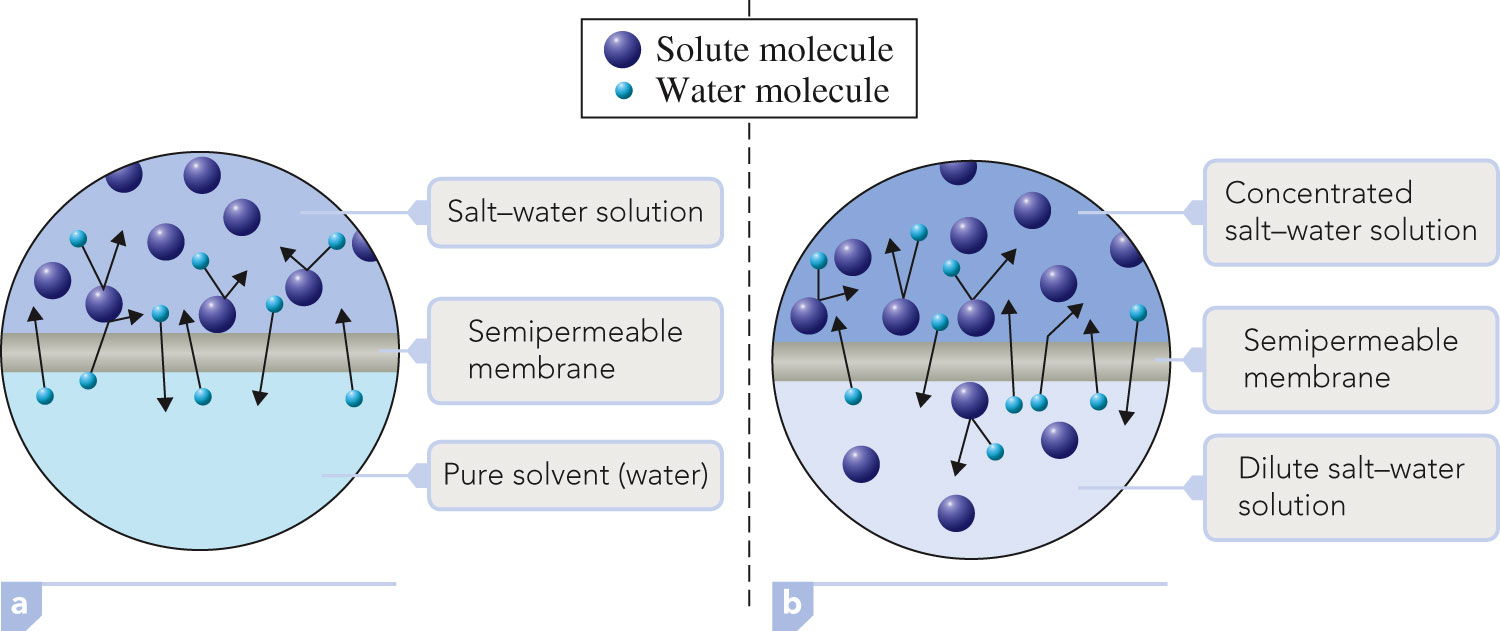 Solute molecule
Water molecule
Salt–water solution
Semipermeable
membrane
Pure solvent (water)
a
Concentrated
salt–water solution
Semipermeable
membrane
Dilute salt–water
solution
b